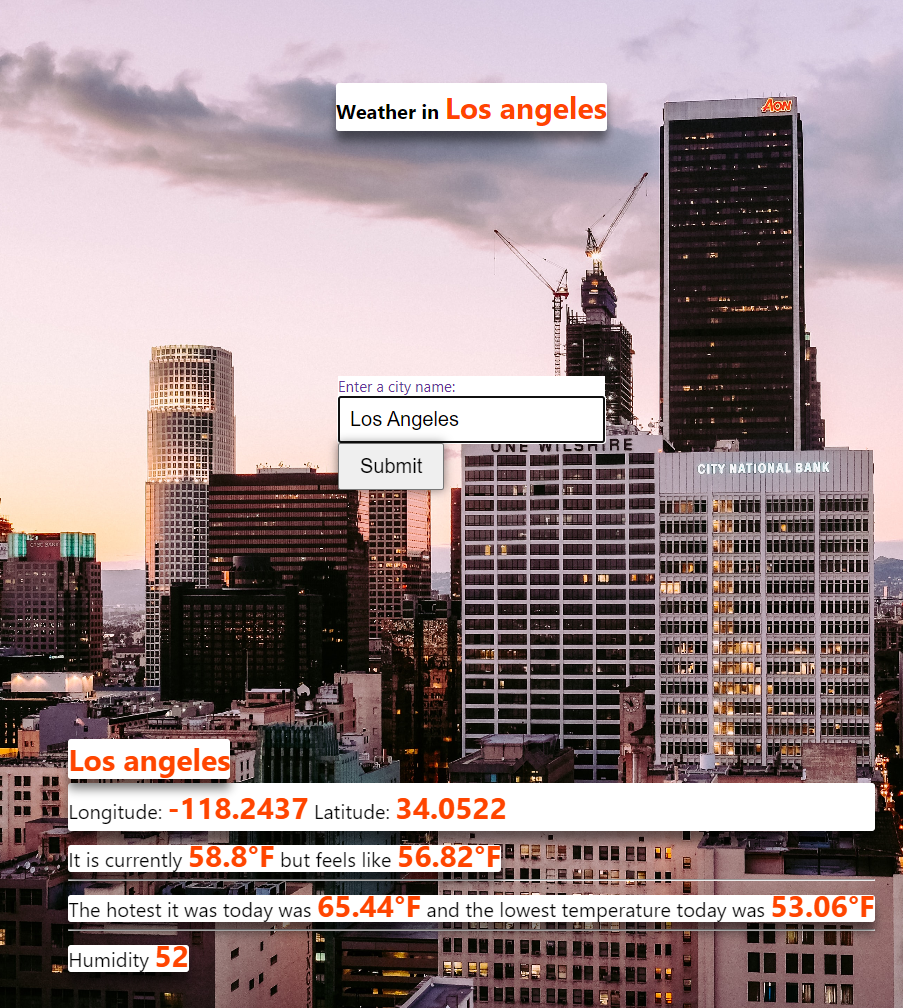 AON
Weather in Los angeles
Enter a city name:
Los Angeles
Submit
ONE WILSHIRE
CITY NATIONAL BANK
Los angeles
Longitude: -118.2437 Latitude: 34.0522
It is currently 58.8°F but feels like 56.82°F
The hotest it was today was 65.44°F and the lowest temperature today was 53.06°F
Humidity 52